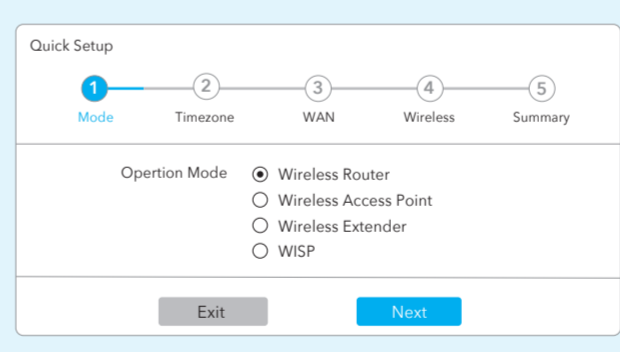 Quick Setup
1 2 3 4 5
Mode Timezone WAN Wireless Summary
Opertion Mode Wireless Router
Wireless Access Point
Wireless Extender
WISP
Exit Next